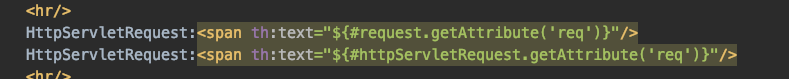 <hr/>
HttpServletRequest:<span th:text="${#request.getAttribute('req')}"/>
HttpServletRequest:<span th:text="${#httpServletRequest.getAttribute('req')}"/>
<hr/>